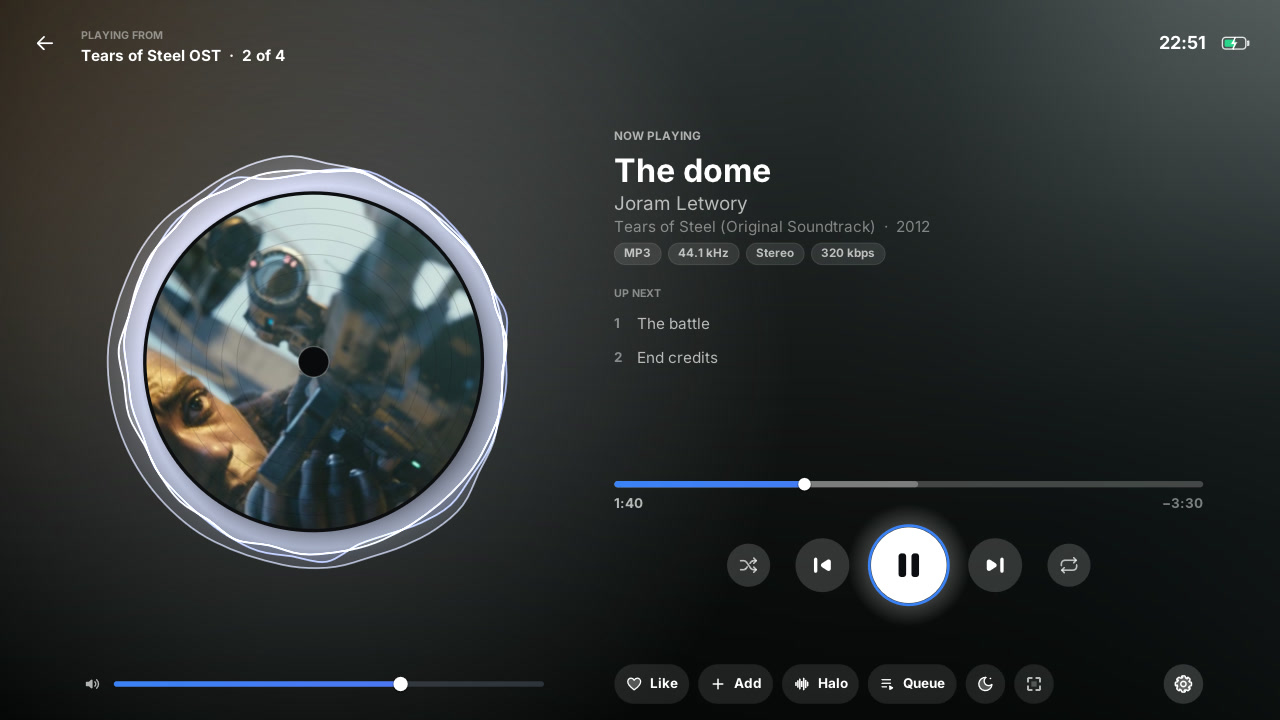 PLAYING FROM
Tears of Steel OST · 2 of 4
22:51
NOW PLAYING
The dome
Joram Letwory
Tears of Steel (Original Soundtrack) · 2012
MP3 44.1 kHz Stereo 320 kbps
UP NEXT
1 The battle
2 End credits
1:40 −3:30
Like Add Halo Queue